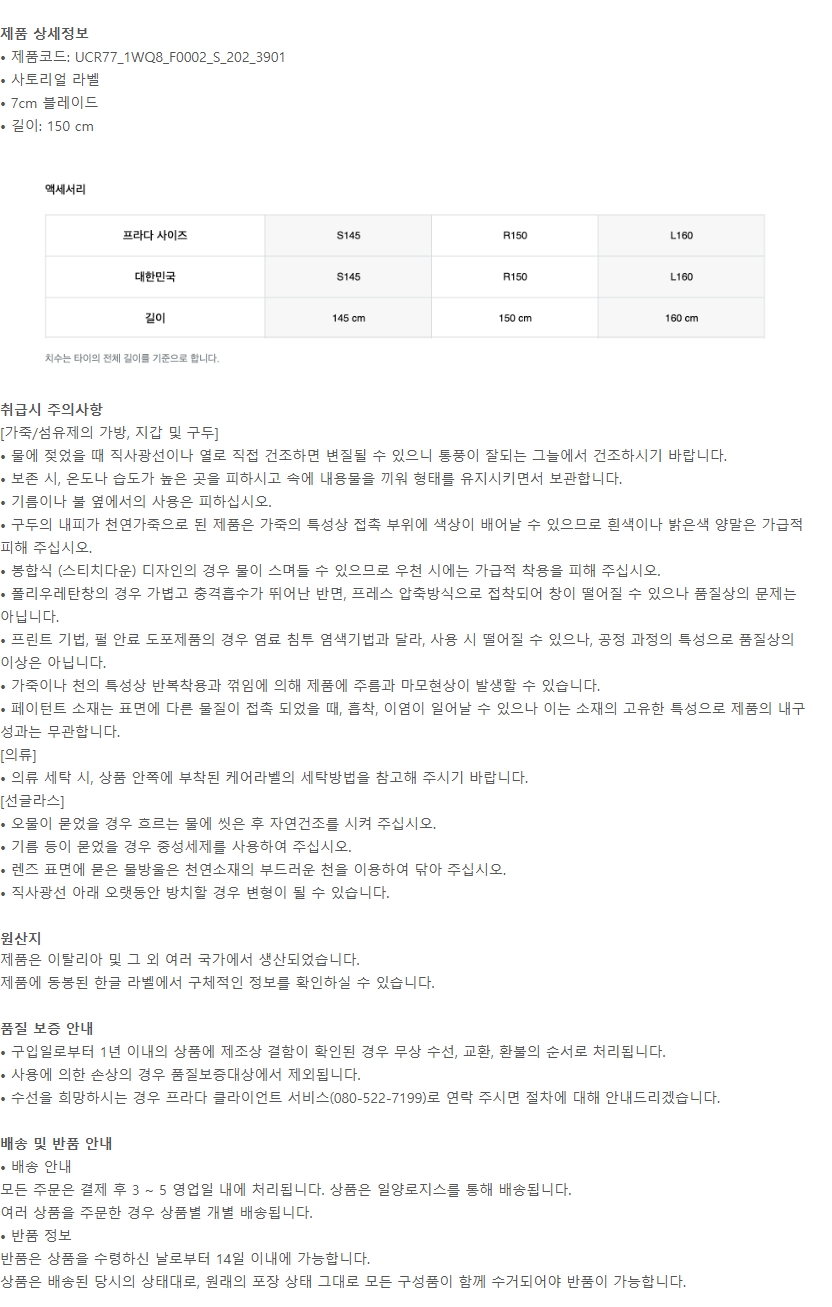 제품 상세정보
• 제품코드: UCR77_1WQ8_F0002_S_202_3901
• 사토리얼 라벨
• 7cm 블레이드
• 길이: 150 cm
액세서리
프라다 사이즈 S145 R150 L160
대한민국 S145 R150 L160
길이 145 cm 150 cm 160 cm
치수는 타이의 전체 길이를 기준으로 합니다.
취급시 주의사항
[가죽/섬유제의 가방, 지갑 및 구두]
• 물에 젖었을 때 직사광선이나 열로 직접 건조하면 변질될 수 있으니 통풍이 잘되는 그늘에서 건조하시기 바랍니다.
• 보존 시, 온도나 습도가 높은 곳을 피하시고 속에 내용물을 끼워 형태를 유지시키면서 보관합니다.
• 기름이나 불 옆에서의 사용은 피하십시오.
• 구두의 내피가 천연가죽으로 된 제품은 가죽의 특성상 접촉 부위에 색상이 배어날 수 있으므로 흰색이나 밝은색 양말은 가급적
피해 주십시오.
• 봉합식 (스티치다운) 디자인의 경우 물이 스며들 수 있으므로 우천 시에는 가급적 착용을 피해 주십시오.
• 폴리우레탄창의 경우 가볍고 충격흡수가 뛰어난 반면, 프레스 압축방식으로 접착되어 창이 떨어질 수 있으나 품질상의 문제는
아닙니다.
• 프린트 기법, 펄 안료 도포제품의 경우 염료 침투 염색기법과 달라, 사용 시 떨어질 수 있으나, 공정 과정의 특성으로 품질상의
이상은 아닙니다.
• 가죽이나 천의 특성상 반복착용과 꺾임에 의해 제품에 주름과 마모현상이 발생할 수 있습니다.
• 페이턴트 소재는 표면에 다른 물질이 접촉 되었을 때, 흡착, 이염이 일어날 수 있으나 이는 소재의 고유한 특성으로 제품의 내구
성과는 무관합니다.
[의류]
• 의류 세탁 시, 상품 안쪽에 부착된 케어라벨의 세탁방법을 참고해 주시기 바랍니다.
[선글라스]
• 오물이 묻었을 경우 흐르는 물에 씻은 후 자연건조를 시켜 주십시오.
• 기름 등이 묻었을 경우 중성세제를 사용하여 주십시오.
• 렌즈 표면에 묻은 물방울은 천연소재의 부드러운 천을 이용하여 닦아 주십시오.
• 직사광선 아래 오랫동안 방치할 경우 변형이 될 수 있습니다.
원산지
제품은 이탈리아 및 그 외 여러 국가에서 생산되었습니다.
제품에 동봉된 한글 라벨에서 구체적인 정보를 확인하실 수 있습니다.
품질 보증 안내
• 구입일로부터 1년 이내의 상품에 제조상 결함이 확인된 경우 무상 수선, 교환, 환불의 순서로 처리됩니다.
• 사용에 의한 손상의 경우 품질보증대상에서 제외됩니다.
• 수선을 희망하시는 경우 프라다 클라이언트 서비스(080-522-7199)로 연락 주시면 절차에 대해 안내드리겠습니다.
배송 및 반품 안내
• 배송 안내
모든 주문은 결제 후 3 ~ 5 영업일 내에 처리됩니다. 상품은 일양로지스를 통해 배송됩니다.
여러 상품을 주문한 경우 상품별 개별 배송됩니다.
• 반품 정보
반품은 상품을 수령하신 날로부터 14일 이내에 가능합니다.
상품은 배송된 당시의 상태대로, 원래의 포장 상태 그대로 모든 구성품이 함께 수거되어야 반품이 가능합니다.